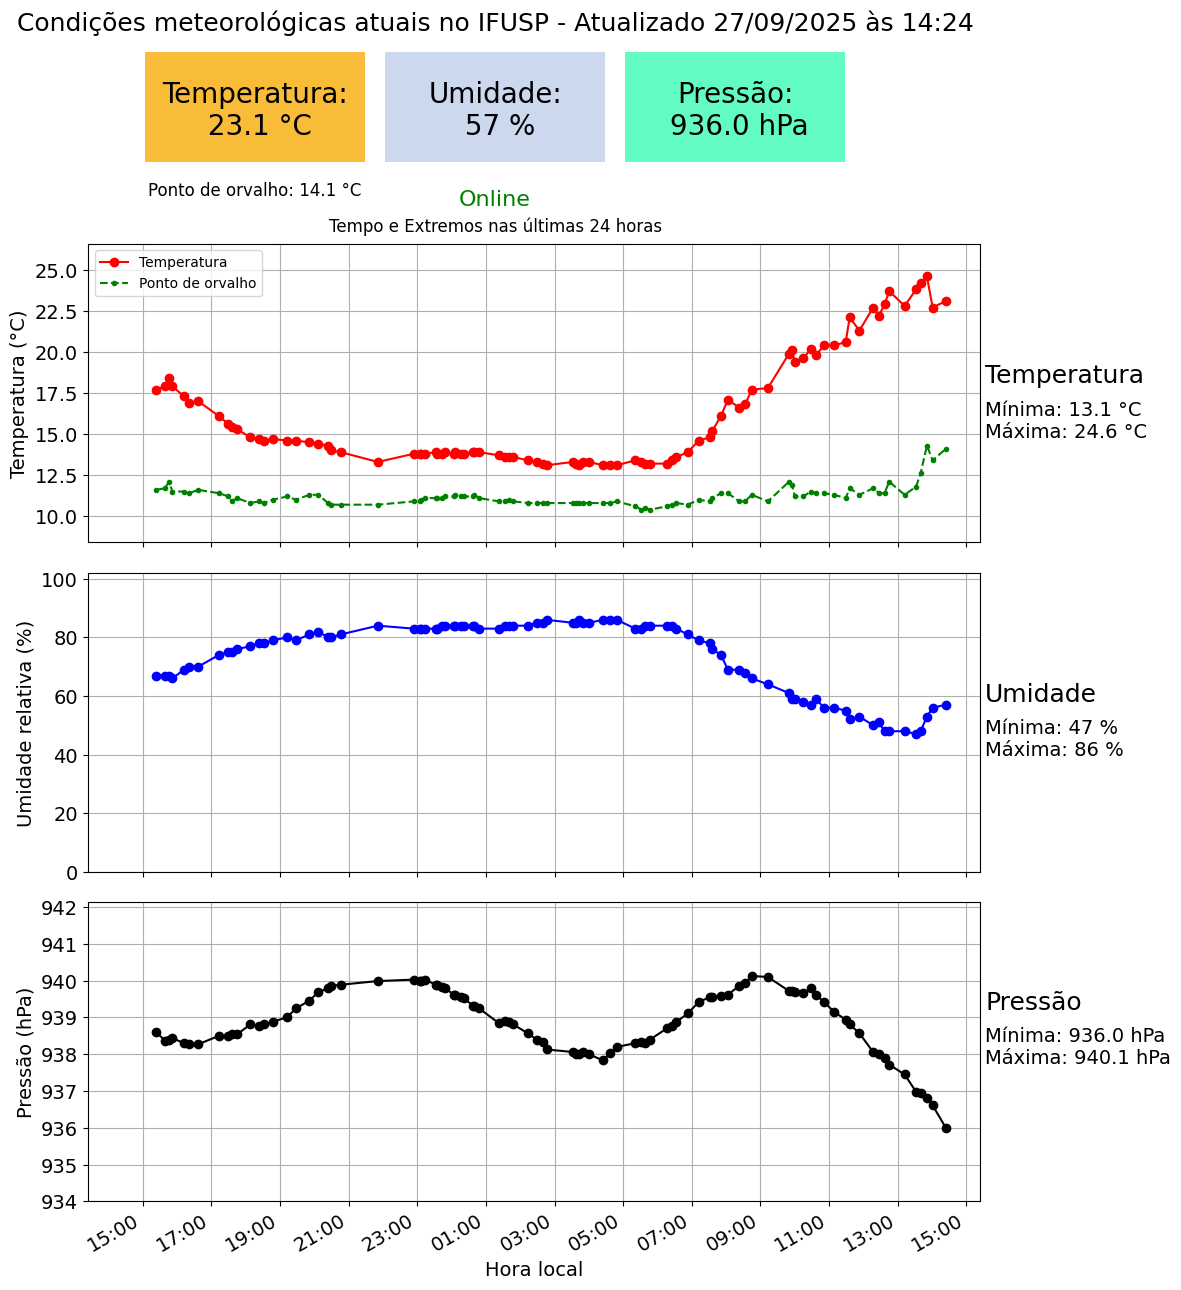 Condições meteorológicas atuais no IFUSP - Atualizado 27/09/2025 às 14:24
Temperatura:
23.1 °C
Umidade:
57 %
Pressão:
936.0 hPa
Ponto de orvalho: 14.1 °C
Online
Tempo e Extremos nas últimas 24 horas
Temperatura
Ponto de orvalho
Temperatura (°C)
25.0
22.5
20.0
17.5
15.0
12.5
10.0
Temperatura
Mínima: 13.1 °C
Máxima: 24.6 °C
Umidade relativa (%)
100
80
60
40
20
0
Umidade
Mínima: 47 %
Máxima: 86 %
Pressão (hPa)
942
941
940
939
938
937
936
935
934
Pressão
Mínima: 936.0 hPa
Máxima: 940.1 hPa
15:00 17:00 19:00 21:00 23:00 01:00 03:00 05:00 07:00 09:00 11:00 13:00 15:00
Hora local